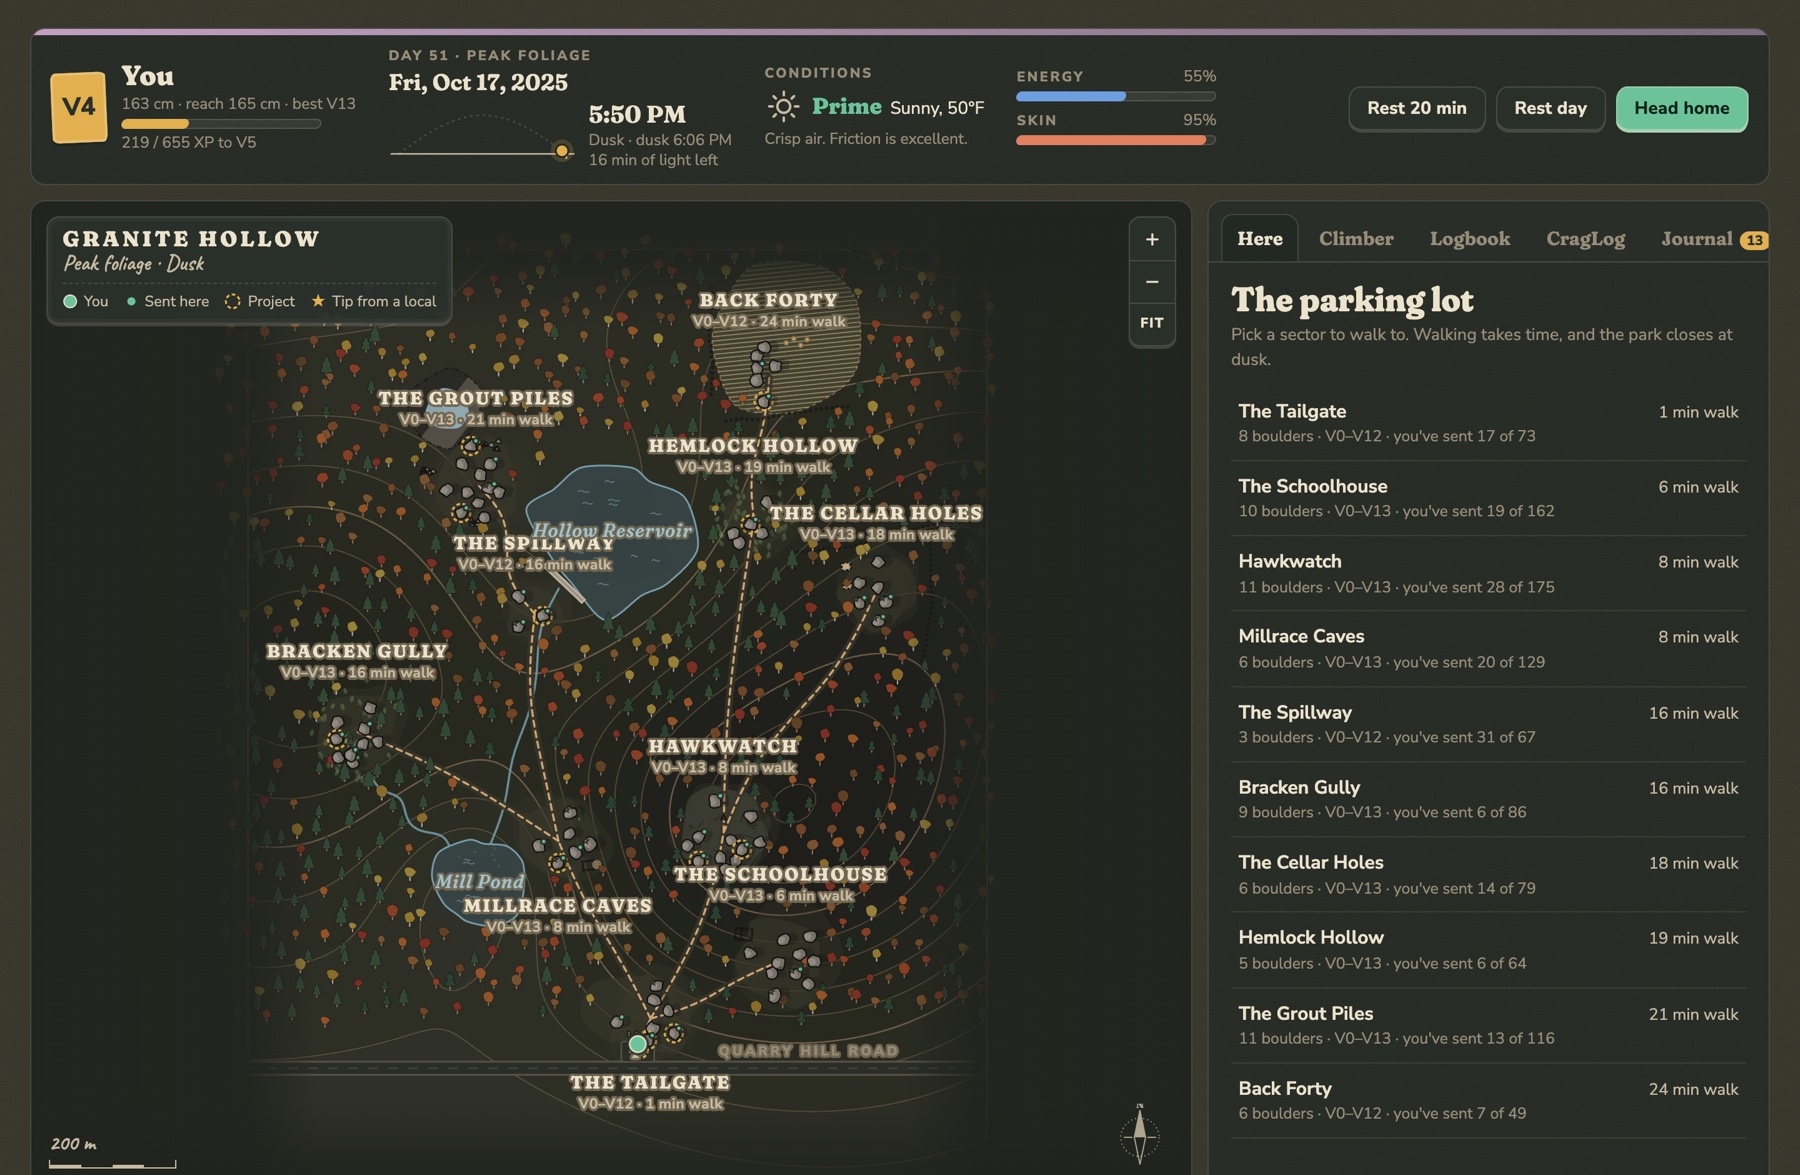 V4
You
163 cm · reach 165 cm · best V13
219 / 655 XP to V5
DAY 51 · PEAK FOLIAGE
Fri, Oct 17, 2025
5:50 PM
Dusk · dusk 6:06 PM
16 min of light left
CONDITIONS
Prime Sunny, 50°F
Crisp air. Friction is excellent.
ENERGY 55%
SKIN 95%
Rest 20 min
Rest day
Head home
GRANITE HOLLOW
Peak foliage · Dusk
You
Sent here
Project
Tip from a local
+
−
FIT
BACK FORTY
V0–V12 · 24 min walk
THE GROUT PILES
V0–V13 · 21 min walk
HEMLOCK HOLLOW
V0–V13 · 19 min walk
THE CELLAR HOLES
V0–V13 · 18 min walk
Hollow Reservoir
THE SPILLWAY
V0–V12 · 16 min walk
BRACKEN GULLY
V0–V13 · 16 min walk
HAWKWATCH
V0–V13 · 8 min walk
THE SCHOOLHOUSE
V0–V13 · 6 min walk
Mill Pond
MILLRACE CAVES
V0–V13 · 8 min walk
QUARRY HILL ROAD
THE TAILGATE
V0–V12 · 1 min walk
200 m
N
Here
Climber
Logbook
CragLog
Journal 13
The parking lot
Pick a sector to walk to. Walking takes time, and the park closes at
dusk.
The Tailgate 1 min walk
8 boulders · V0–V12 · you've sent 17 of 73
The Schoolhouse 6 min walk
10 boulders · V0–V13 · you've sent 19 of 162
Hawkwatch 8 min walk
11 boulders · V0–V13 · you've sent 28 of 175
Millrace Caves 8 min walk
6 boulders · V0–V13 · you've sent 20 of 129
The Spillway 16 min walk
3 boulders · V0–V12 · you've sent 31 of 67
Bracken Gully 16 min walk
9 boulders · V0–V13 · you've sent 6 of 86
The Cellar Holes 18 min walk
6 boulders · V0–V13 · you've sent 14 of 79
Hemlock Hollow 19 min walk
5 boulders · V0–V13 · you've sent 6 of 64
The Grout Piles 21 min walk
11 boulders · V0–V13 · you've sent 13 of 116
Back Forty 24 min walk
6 boulders · V0–V12 · you've sent 7 of 49